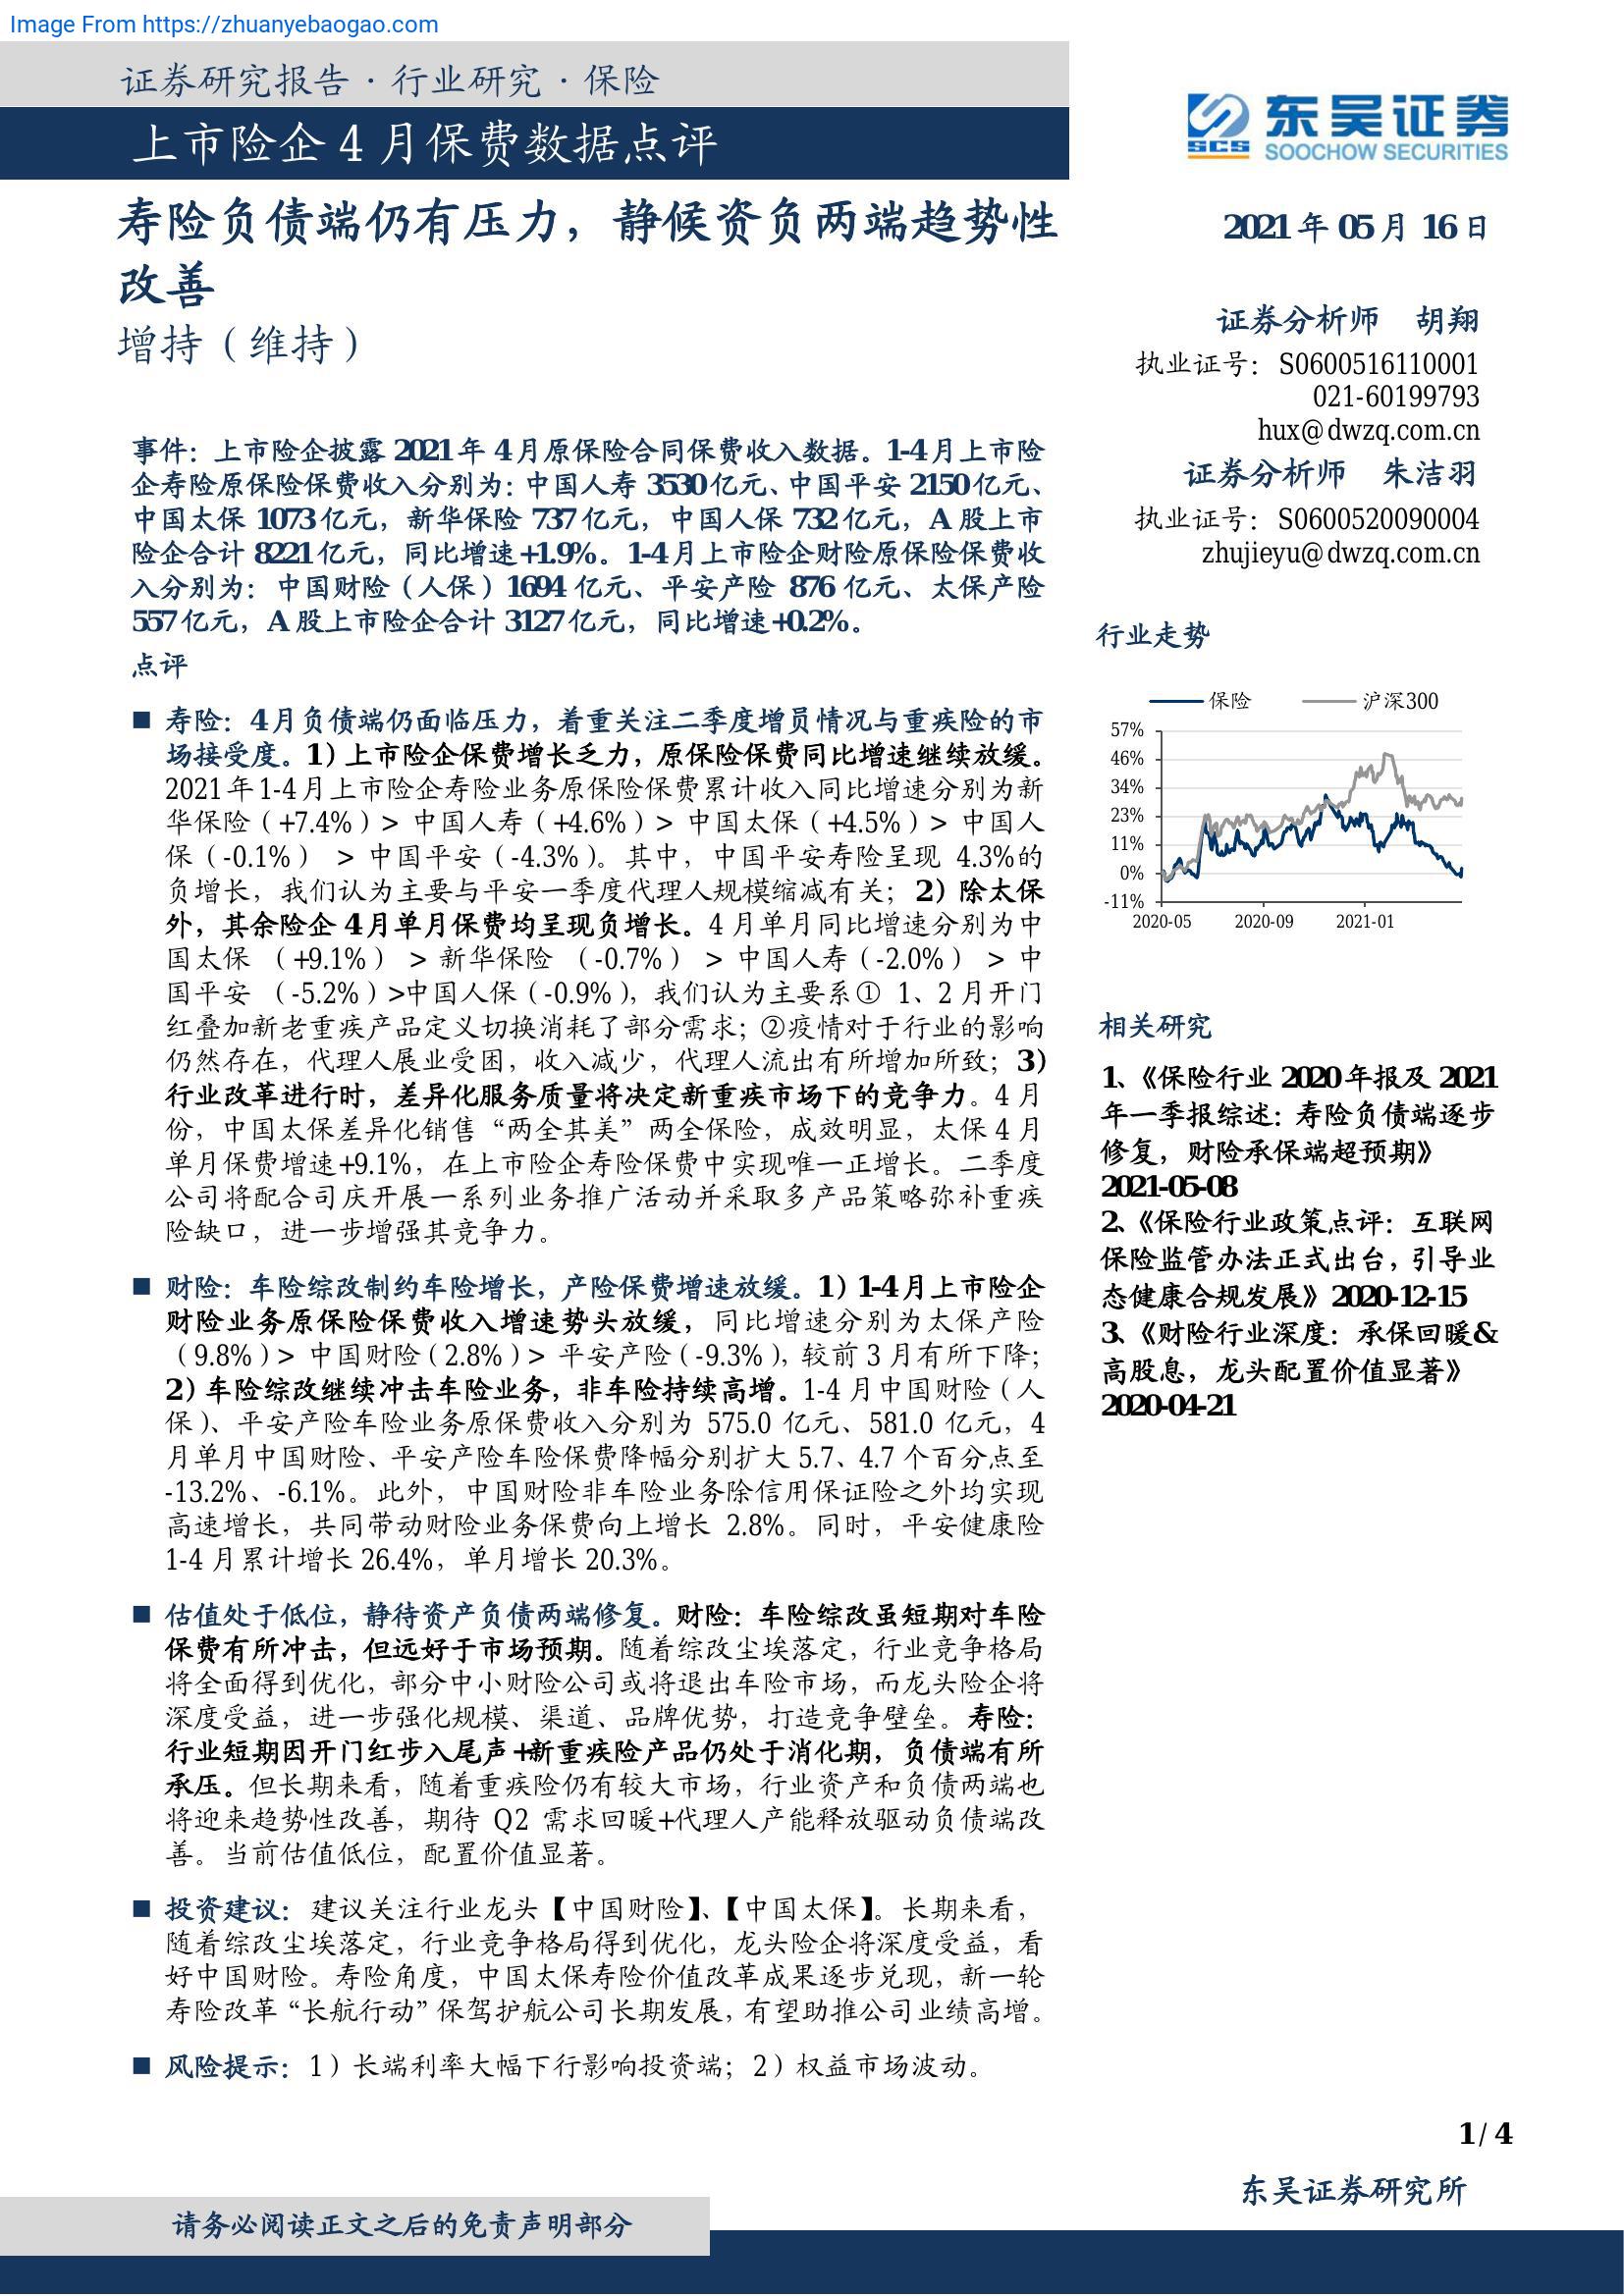 Image From https://zhuanyebaogao.com
证券研究报告·行业研究·保险
上市险企 4 月保费数据点评
东吴证券
SCS
SOOCHOW SECURITIES
寿险负债端仍有压力，静候资负两端趋势性
改善
增持（维持）
事件：上市险企披露 2021 年 4 月原保险合同保费收入数据。1-4 月上市险
企寿险原保险保费收入分别为：中国人寿 3530 亿元、中国平安 2150 亿元、
中国太保 1073 亿元，新华保险 737 亿元，中国人保 732 亿元，A 股上市
险企合计 8221 亿元，同比增速+1.9%。1-4 月上市险企财险原保险保费收
入分别为：中国财险（人保）1694 亿元、平安产险 876 亿元、太保产险
557 亿元，A 股上市险企合计 3127 亿元，同比增速+0.2%。
点评
■ 寿险：4 月负债端仍面临压力，着重关注二季度增员情况与重疾险的市
场接受度。1）上市险企保费增长乏力，原保险保费同比增速继续放缓。
2021 年 1-4 月上市险企寿险业务原保险保费累计收入同比增速分别为新
华保险（+7.4%）> 中国人寿（+4.6%）> 中国太保（+4.5%）> 中国人
保（-0.1%） > 中国平安（-4.3%）。其中，中国平安寿险呈现 4.3%的
负增长，我们认为主要与平安一季度代理人规模缩减有关；2）除太保
外，其余险企 4 月单月保费均呈现负增长。4 月单月同比增速分别为中
国太保 （+9.1%） > 新华保险 （-0.7%） > 中国人寿（-2.0%） > 中
国平安 （-5.2%）>中国人保（-0.9%），我们认为主要系① 1、2 月开门
红叠加新老重疾产品定义切换消耗了部分需求；②疫情对于行业的影响
仍然存在，代理人展业受困，收入减少，代理人流出有所增加所致；3）
行业改革进行时，差异化服务质量将决定新重疾市场下的竞争力。4 月
份，中国太保差异化销售“两全其美”两全保险，成效明显，太保 4 月
单月保费增速+9.1%，在上市险企寿险保费中实现唯一正增长。二季度
公司将配合司庆开展一系列业务推广活动并采取多产品策略弥补重疾
险缺口，进一步增强其竞争力。
■ 财险：车险综改制约车险增长，产险保费增速放缓。1）1-4 月上市险企
财险业务原保险保费收入增速势头放缓，同比增速分别为太保产险
（9.8%）> 中国财险（2.8%）> 平安产险（-9.3%），较前 3 月有所下降；
2）车险综改继续冲击车险业务，非车险持续高增。1-4 月中国财险（人
保）、平安产险车险业务原保费收入分别为 575.0 亿元、581.0 亿元，4
月单月中国财险、平安产险车险保费降幅分别扩大 5.7、4.7 个百分点至
-13.2%、-6.1%。此外，中国财险非车险业务除信用保证险之外均实现
高速增长，共同带动财险业务保费向上增长 2.8%。同时，平安健康险
1-4 月累计增长 26.4%，单月增长 20.3%。
■ 估值处于低位，静待资产负债两端修复。财险：车险综改虽短期对车险
保费有所冲击，但远好于市场预期。随着综改尘埃落定，行业竞争格局
将全面得到优化，部分中小财险公司或将退出车险市场，而龙头险企将
深度受益，进一步强化规模、渠道、品牌优势，打造竞争壁垒。寿险：
行业短期因开门红步入尾声+新重疾险产品仍处于消化期，负债端有所
承压。但长期来看，随着重疾险仍有较大市场，行业资产和负债两端也
将迎来趋势性改善，期待 Q2 需求回暖+代理人产能释放驱动负债端改
善。当前估值低位，配置价值显著。
■ 投资建议：建议关注行业龙头【中国财险】、【中国太保】。长期来看，
随着综改尘埃落定，行业竞争格局得到优化，龙头险企将深度受益，看
好中国财险。寿险角度，中国太保寿险价值改革成果逐步兑现，新一轮
寿险改革“长航行动”保驾护航公司长期发展，有望助推公司业绩高增。
■ 风险提示：1）长端利率大幅下行影响投资端；2）权益市场波动。
2021 年 05 月 16 日
证券分析师 胡翔
执业证号：S0600516110001
021-60199793
hux@dwzq.com.cn
证券分析师 朱洁羽
执业证号：S0600520090004
zhujieyu@dwzq.com.cn
行业走势
保险 沪深300
57%
46%
34%
23%
11%
0%
-11%
2020-05 2020-09 2021-01
相关研究
1、《保险行业 2020 年报及 2021
年一季报综述：寿险负债端逐步
修复，财险承保端超预期》
2021-05-08
2、《保险行业政策点评：互联网
保险监管办法正式出台，引导业
态健康合规发展》2020-12-15
3、《财险行业深度：承保回暖&
高股息，龙头配置价值显著》
2020-04-21
1 / 4
东吴证券研究所
请务必阅读正文之后的免责声明部分